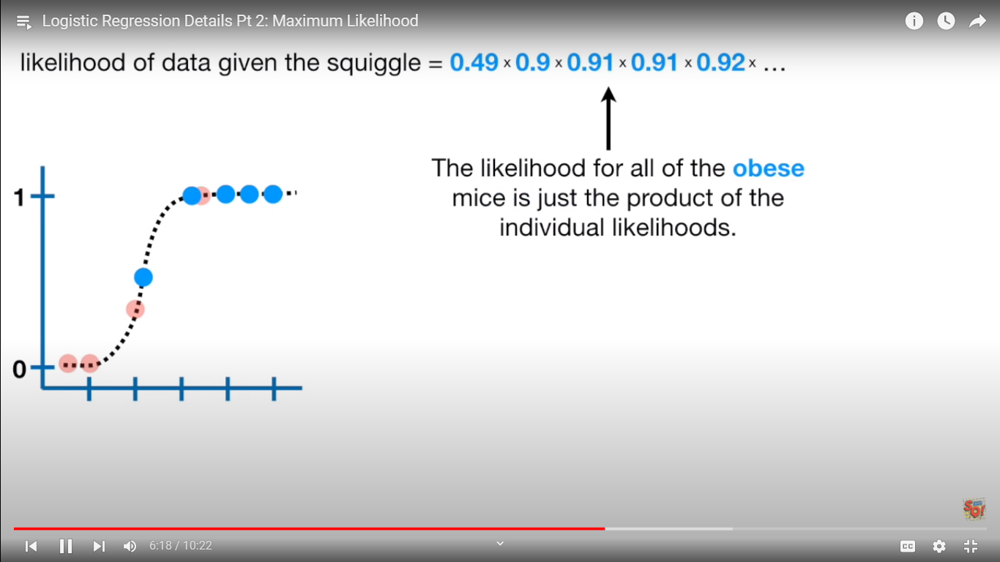 Logistic Regression Details Pt 2: Maximum Likelihood
likelihood of data given the squiggle = 0.49 x 0.9 x 0.91 x 0.91 x 0.92 x ...
The likelihood for all of the obese
mice is just the product of the
individual likelihoods.
1
0
SQ!
6:18 / 10:22
CC